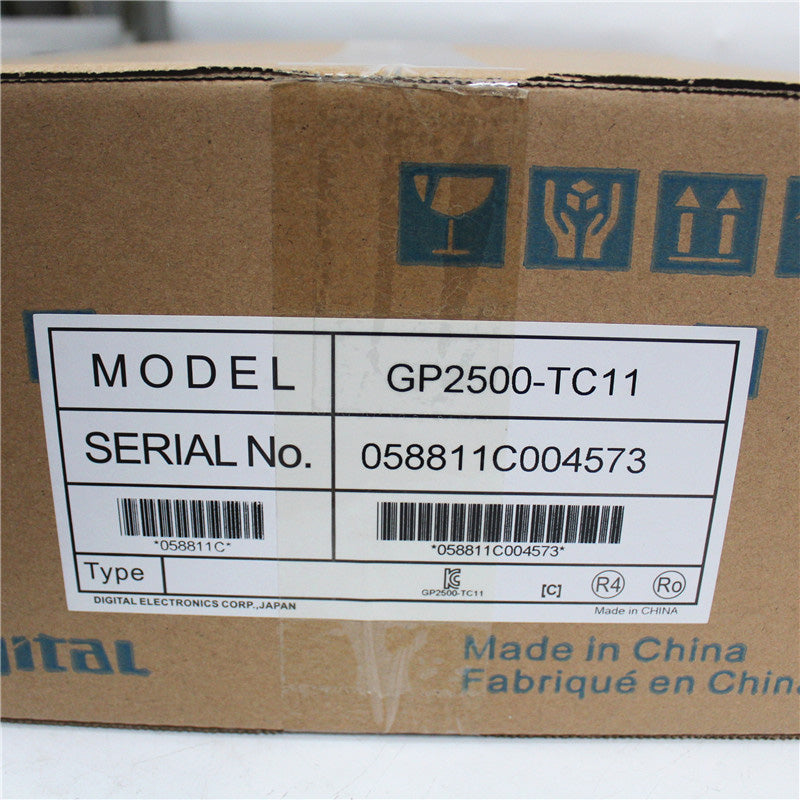 MODEL GP2500-TC11
SERIAL No. 058811C004573
*058811C* *058811C004573*
Type GP2500-TC11 [C] R4 Ro
DIGITAL ELECTRONICS CORP.,JAPAN Made in CHINA
gital
Made in China
Fabriqué en Chin